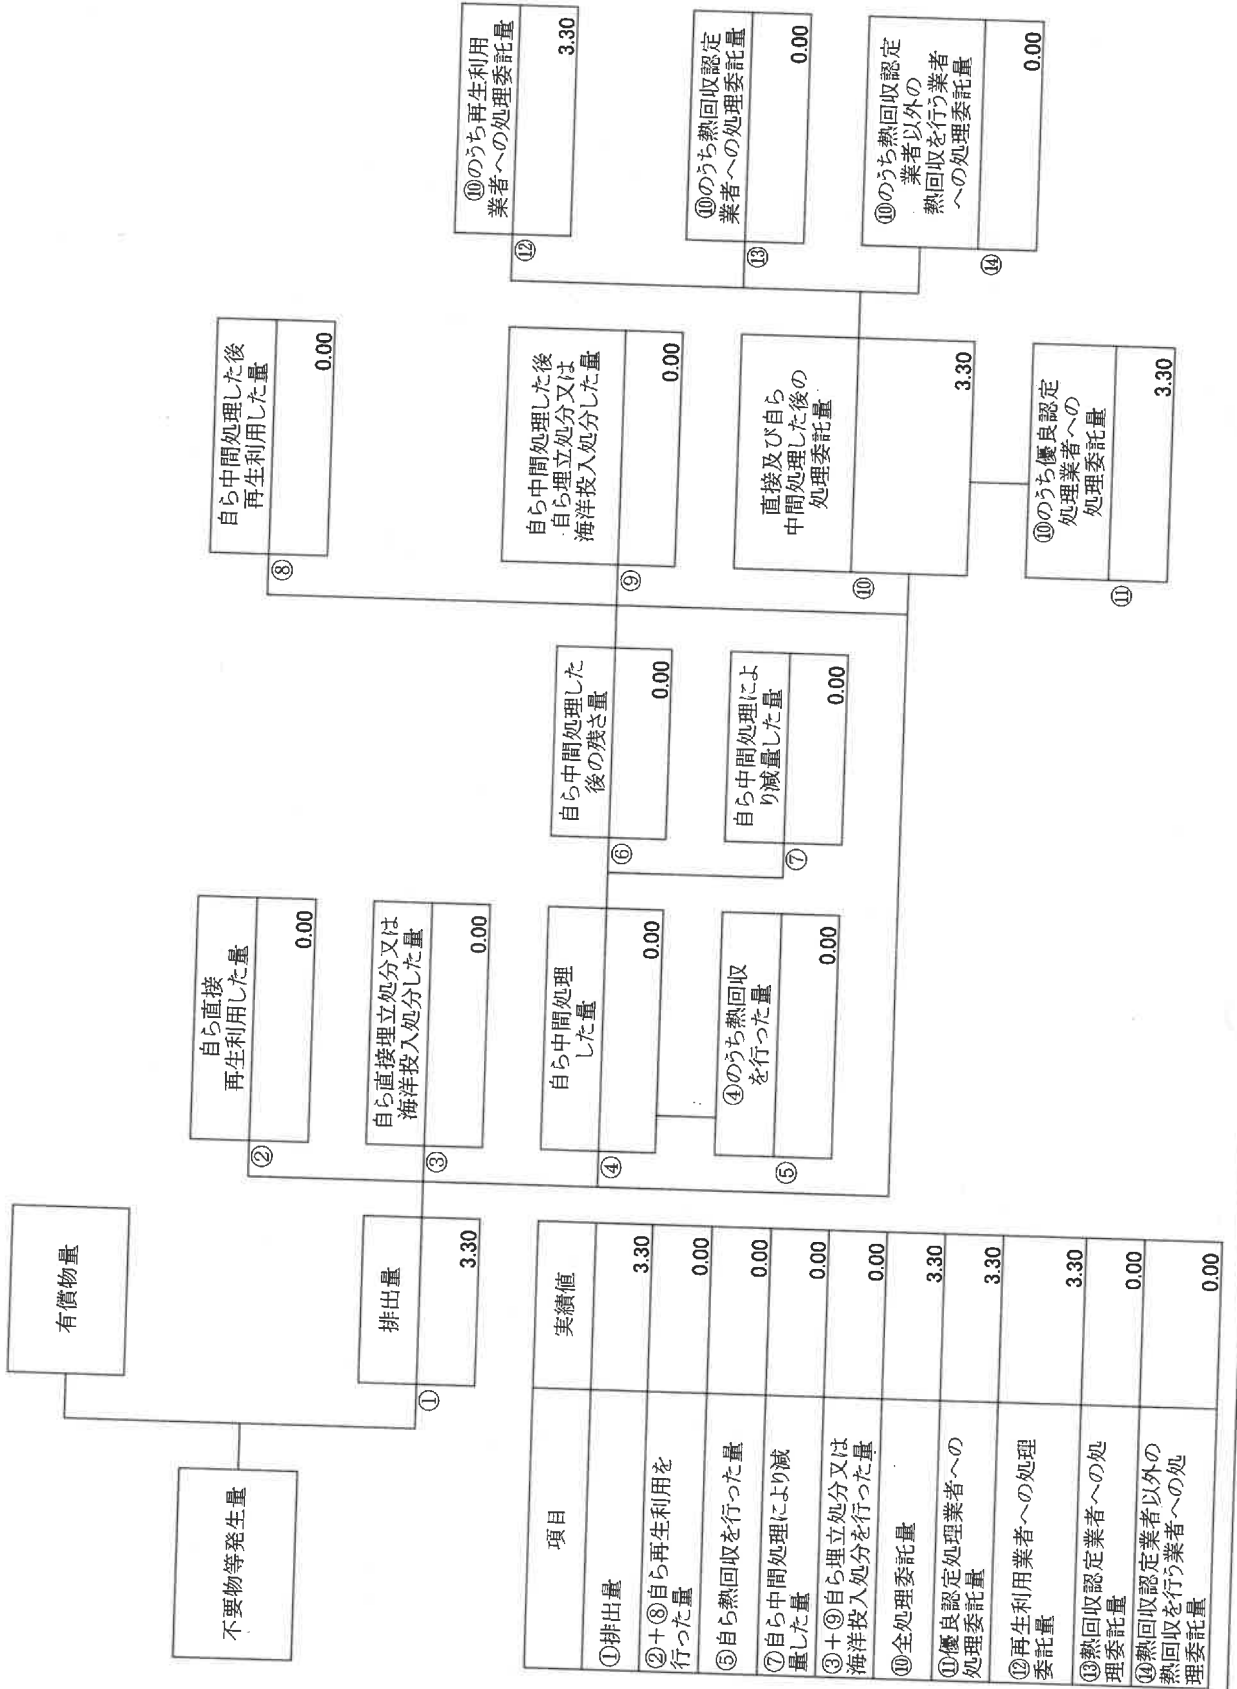 不要物等発生量
有償物量
排出量
①
3.30
自ら直接
再生利用した量
②
0.00
自ら直接埋立処分又は
海洋投入処分した量
③
0.00
自ら中間処理
した量
④
0.00
④のうち熱回収
を行った量
⑤
0.00
自ら中間処理した
後の残さ量
⑥
0.00
自ら中間処理によ
り減量した量
⑦
0.00
自ら中間処理した後
再生利用した量
⑧
0.00
自ら中間処理した後
自ら埋立処分又は
海洋投入処分した量
⑨
0.00
直接及び自ら
中間処理した後の
処理委託量
⑩
3.30
⑩のうち優良認定
処理業者への
処理委託量
⑪
3.30
⑩のうち再生利用
業者への処理委託量
⑫
3.30
⑩のうち熱回収認定
業者への処理委託量
⑬
0.00
⑩のうち熱回収認定
業者以外の
熱回収を行う業者
への処理委託量
⑭
0.00
項目 実績値
①排出量 3.30
②+⑧自ら再生利用を
行った量 0.00
⑤自ら熱回収を行った量 0.00
⑦自ら中間処理により減
量した量 0.00
③+⑨自ら埋立処分又は
海洋投入処分を行った量 0.00
⑩全処理委託量 3.30
⑪優良認定処理業者への
処理委託量 3.30
⑫再生利用業者への処理
委託量 3.30
⑬熱回収認定業者への処
理委託量 0.00
⑭熱回収認定業者以外の
熱回収を行う業者への処
理委託量 0.00